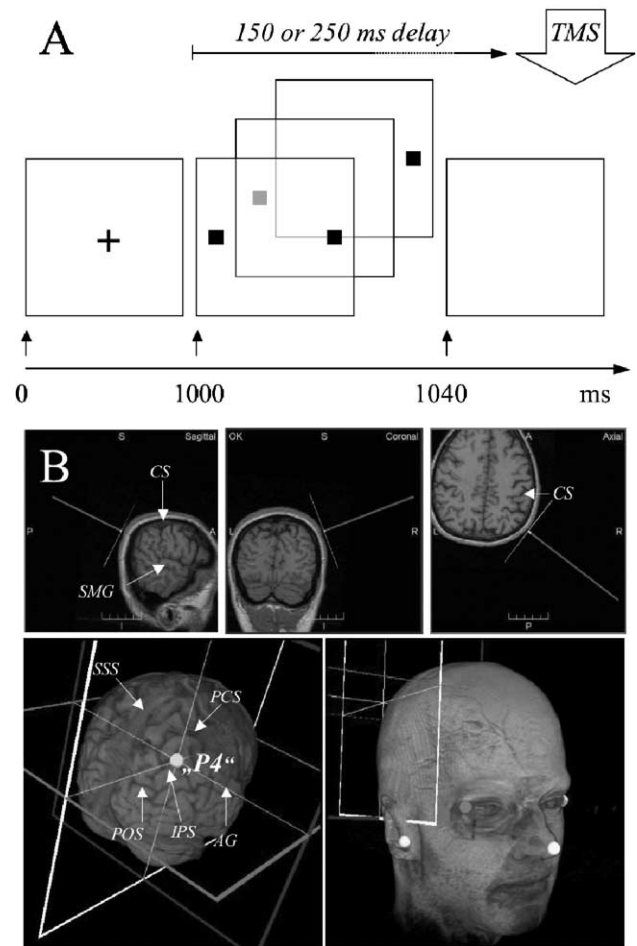 A
150 or 250 ms delay
TMS
+
0 1000 1040 ms
B
S Sagittal
CS
P A
SMG
I
OK S Coronal
L R
I
A Axial
CS
L R
P
SSS
PCS
„P4“
POS IPS AG